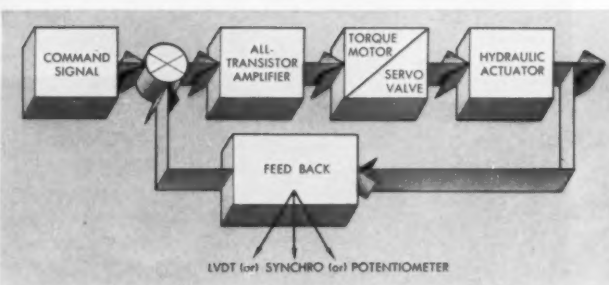 COMMAND
SIGNAL
ALL-
TRANSISTOR
AMPLIFIER
TORQUE
MOTOR
SERVO
VALVE
HYDRAULIC
ACTUATOR
FEED BACK
LVDT (or) SYNCHRO (or) POTENTIOMETER